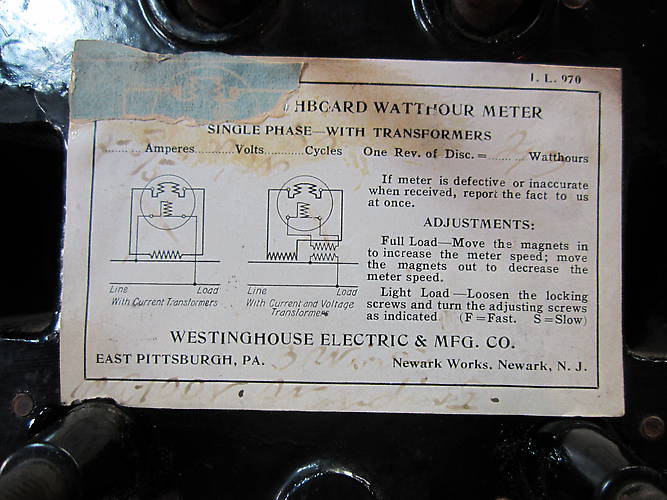 I. L. 970
HBOARD WATTHOUR METER
SINGLE PHASE—WITH TRANSFORMERS
........ Amperes ........ Volts ........ Cycles One Rev. of Disc. = ........ Watthours
If meter is defective or inaccurate
when received, report the fact to us
at once.
ADJUSTMENTS:
Full Load—Move the magnets in
to increase the meter speed; move
the magnets out to decrease the
meter speed.
Light Load—Loosen the locking
screws and turn the adjusting screws
as indicated (F=Fast. S=Slow)
Line Load
With Current Transformers
Line Load
With Current and Voltage
Transformers
WESTINGHOUSE ELECTRIC & MFG. CO.
EAST PITTSBURGH, PA. Newark Works. Newark, N. J.